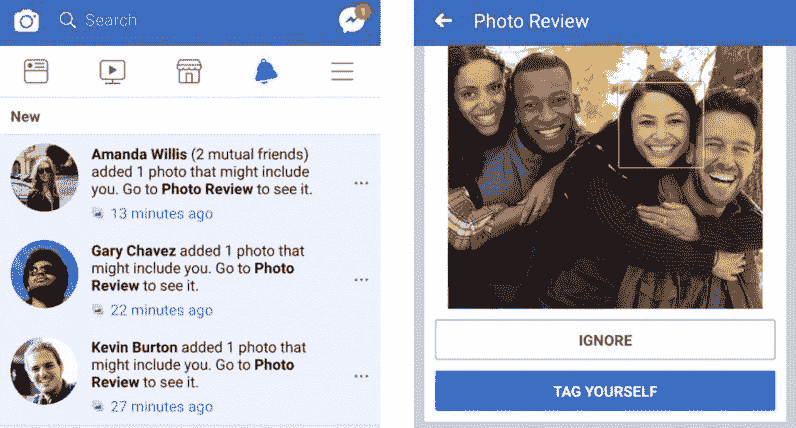 Search
1
New
Amanda Willis (2 mutual friends)
added 1 photo that might include
you. Go to Photo Review to see it.
13 minutes ago
Gary Chavez added 1 photo that
might include you. Go to Photo
Review to see it.
22 minutes ago
Kevin Burton added 1 photo that
might include you. Go to Photo
Review to see it.
27 minutes ago
Photo Review
IGNORE
TAG YOURSELF